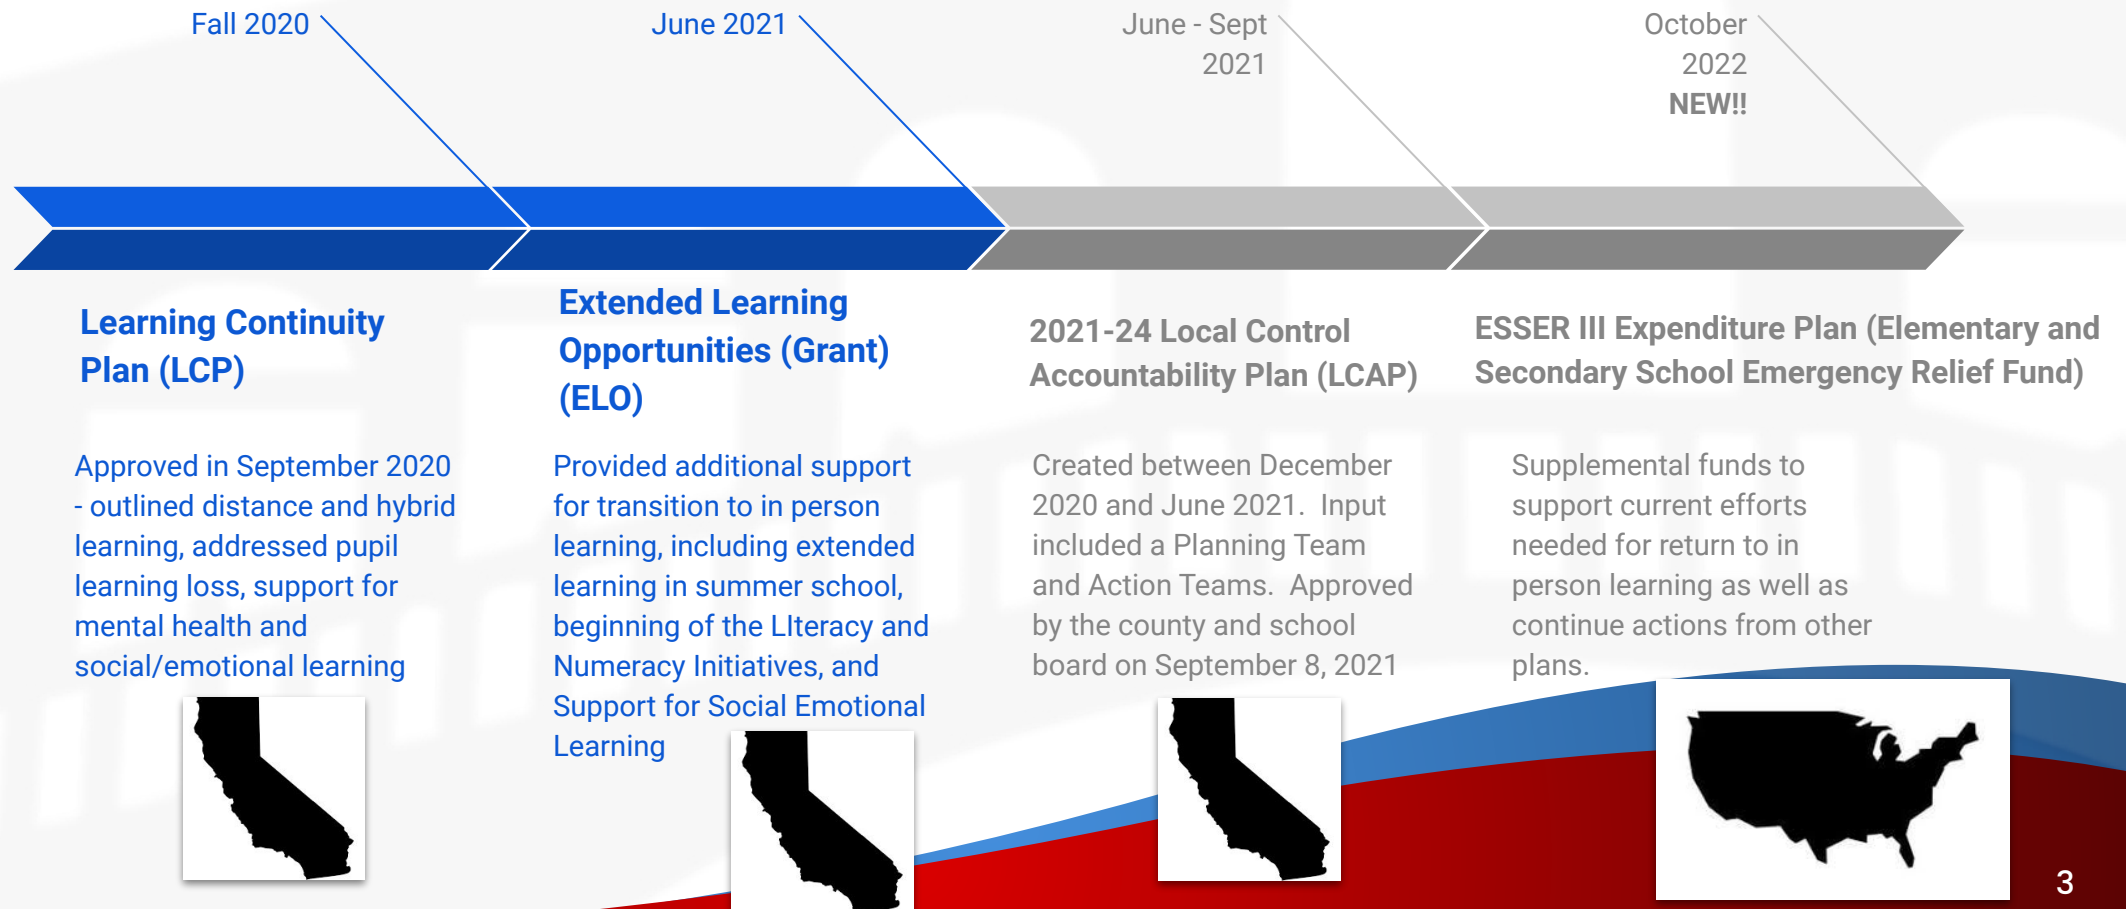 Fall 2020
June 2021
June - Sept
2021
October
2022
NEW!!
Learning Continuity
Plan (LCP)
Approved in September 2020
- outlined distance and hybrid
learning, addressed pupil
learning loss, support for
mental health and
social/emotional learning
Extended Learning
Opportunities (Grant)
(ELO)
Provided additional support
for transition to in person
learning, including extended
learning in summer school,
beginning of the LIteracy and
Numeracy Initiatives, and
Support for Social Emotional
Learning
2021-24 Local Control
Accountability Plan (LCAP)
Created between December
2020 and June 2021.  Input
included a Planning Team
and Action Teams.  Approved
by the county and school
board on September 8, 2021
ESSER III Expenditure Plan (Elementary and
Secondary School Emergency Relief Fund)
Supplemental funds to
support current efforts
needed for return to in
person learning as well as
continue actions from other
plans.
3